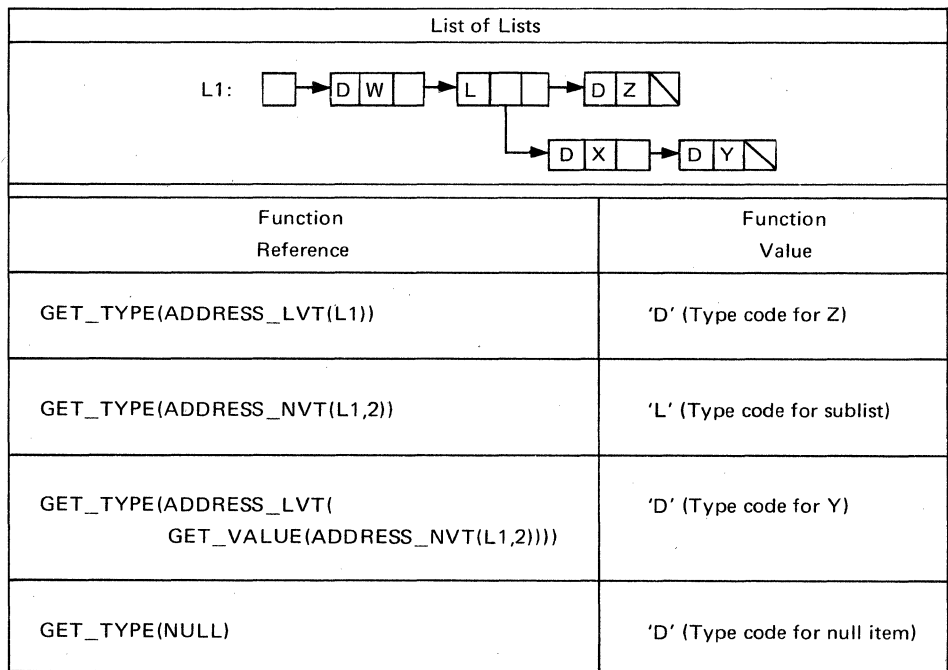 List of Lists
L1: D W L D Z
D X D Y
Function Reference Function Value
GET_TYPE(ADDRESS_LVT(L1)) 'D' (Type code for Z)
GET_TYPE(ADDRESS_NVT(L1,2)) 'L' (Type code for sublist)
GET_TYPE(ADDRESS_LVT( 'D' (Type code for Y)
GET_VALUE(ADDRESS_NVT(L1,2))))
GET_TYPE(NULL) 'D' (Type code for null item)